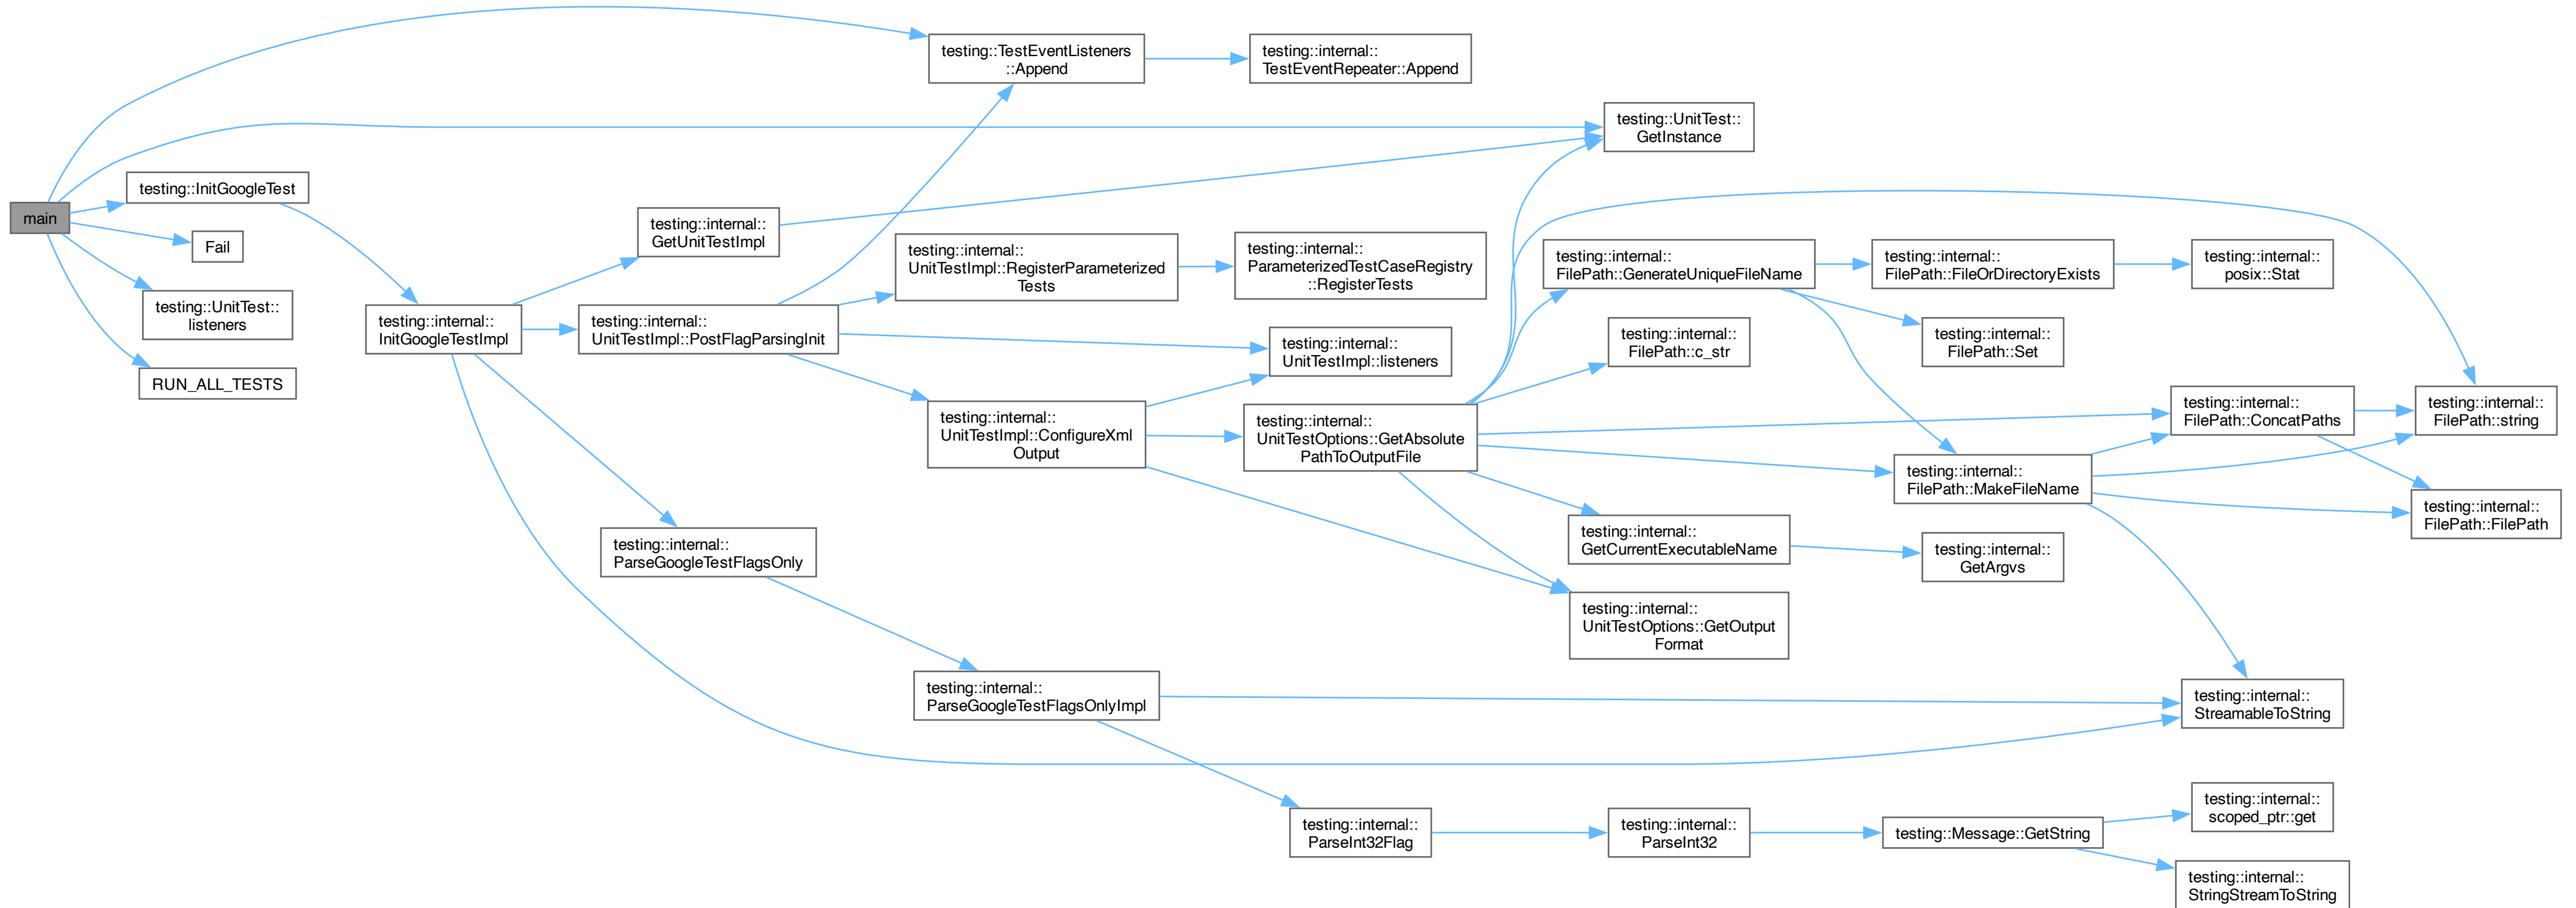 main
testing::InitGoogleTest
Fail
testing::UnitTest::
listeners
RUN_ALL_TESTS
testing::internal::
InitGoogleTestImpl
testing::internal::
GetUnitTestImpl
testing::internal::
UnitTestImpl::PostFlagParsingInit
testing::internal::
ParseGoogleTestFlagsOnly
testing::TestEventListeners
::Append
testing::internal::
UnitTestImpl::RegisterParameterized
Tests
testing::internal::
UnitTestImpl::ConfigureXml
Output
testing::internal::
ParseGoogleTestFlagsOnlyImpl
testing::internal::
TestEventRepeater::Append
testing::internal::
ParameterizedTestCaseRegistry
::RegisterTests
testing::internal::
UnitTestImpl::listeners
testing::internal::
UnitTestOptions::GetAbsolute
PathToOutputFile
testing::internal::
ParseInt32Flag
testing::UnitTest::
GetInstance
testing::internal::
FilePath::GenerateUniqueFileName
testing::internal::
FilePath::c_str
testing::internal::
GetCurrentExecutableName
testing::internal::
UnitTestOptions::GetOutput
Format
testing::internal::
ParseInt32
testing::internal::
FilePath::FileOrDirectoryExists
testing::internal::
FilePath::Set
testing::internal::
FilePath::MakeFileName
testing::internal::
GetArgvs
testing::Message::GetString
testing::internal::
posix::Stat
testing::internal::
FilePath::ConcatPaths
testing::internal::
StreamableToString
testing::internal::
scoped_ptr::get
testing::internal::
StringStreamToString
testing::internal::
FilePath::string
testing::internal::
FilePath::FilePath